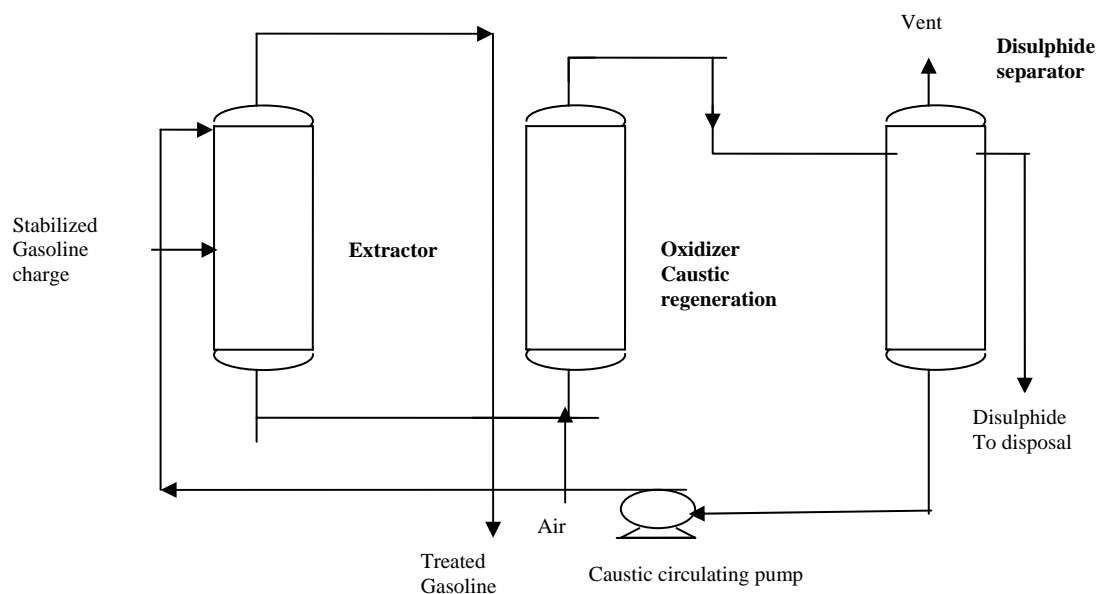 Vent
Disulphide
separator
Stabilized
Gasoline
charge
Extractor
Oxidizer
Caustic
regeneration
Disulphide
To disposal
Air
Treated
Gasoline
Caustic circulating pump